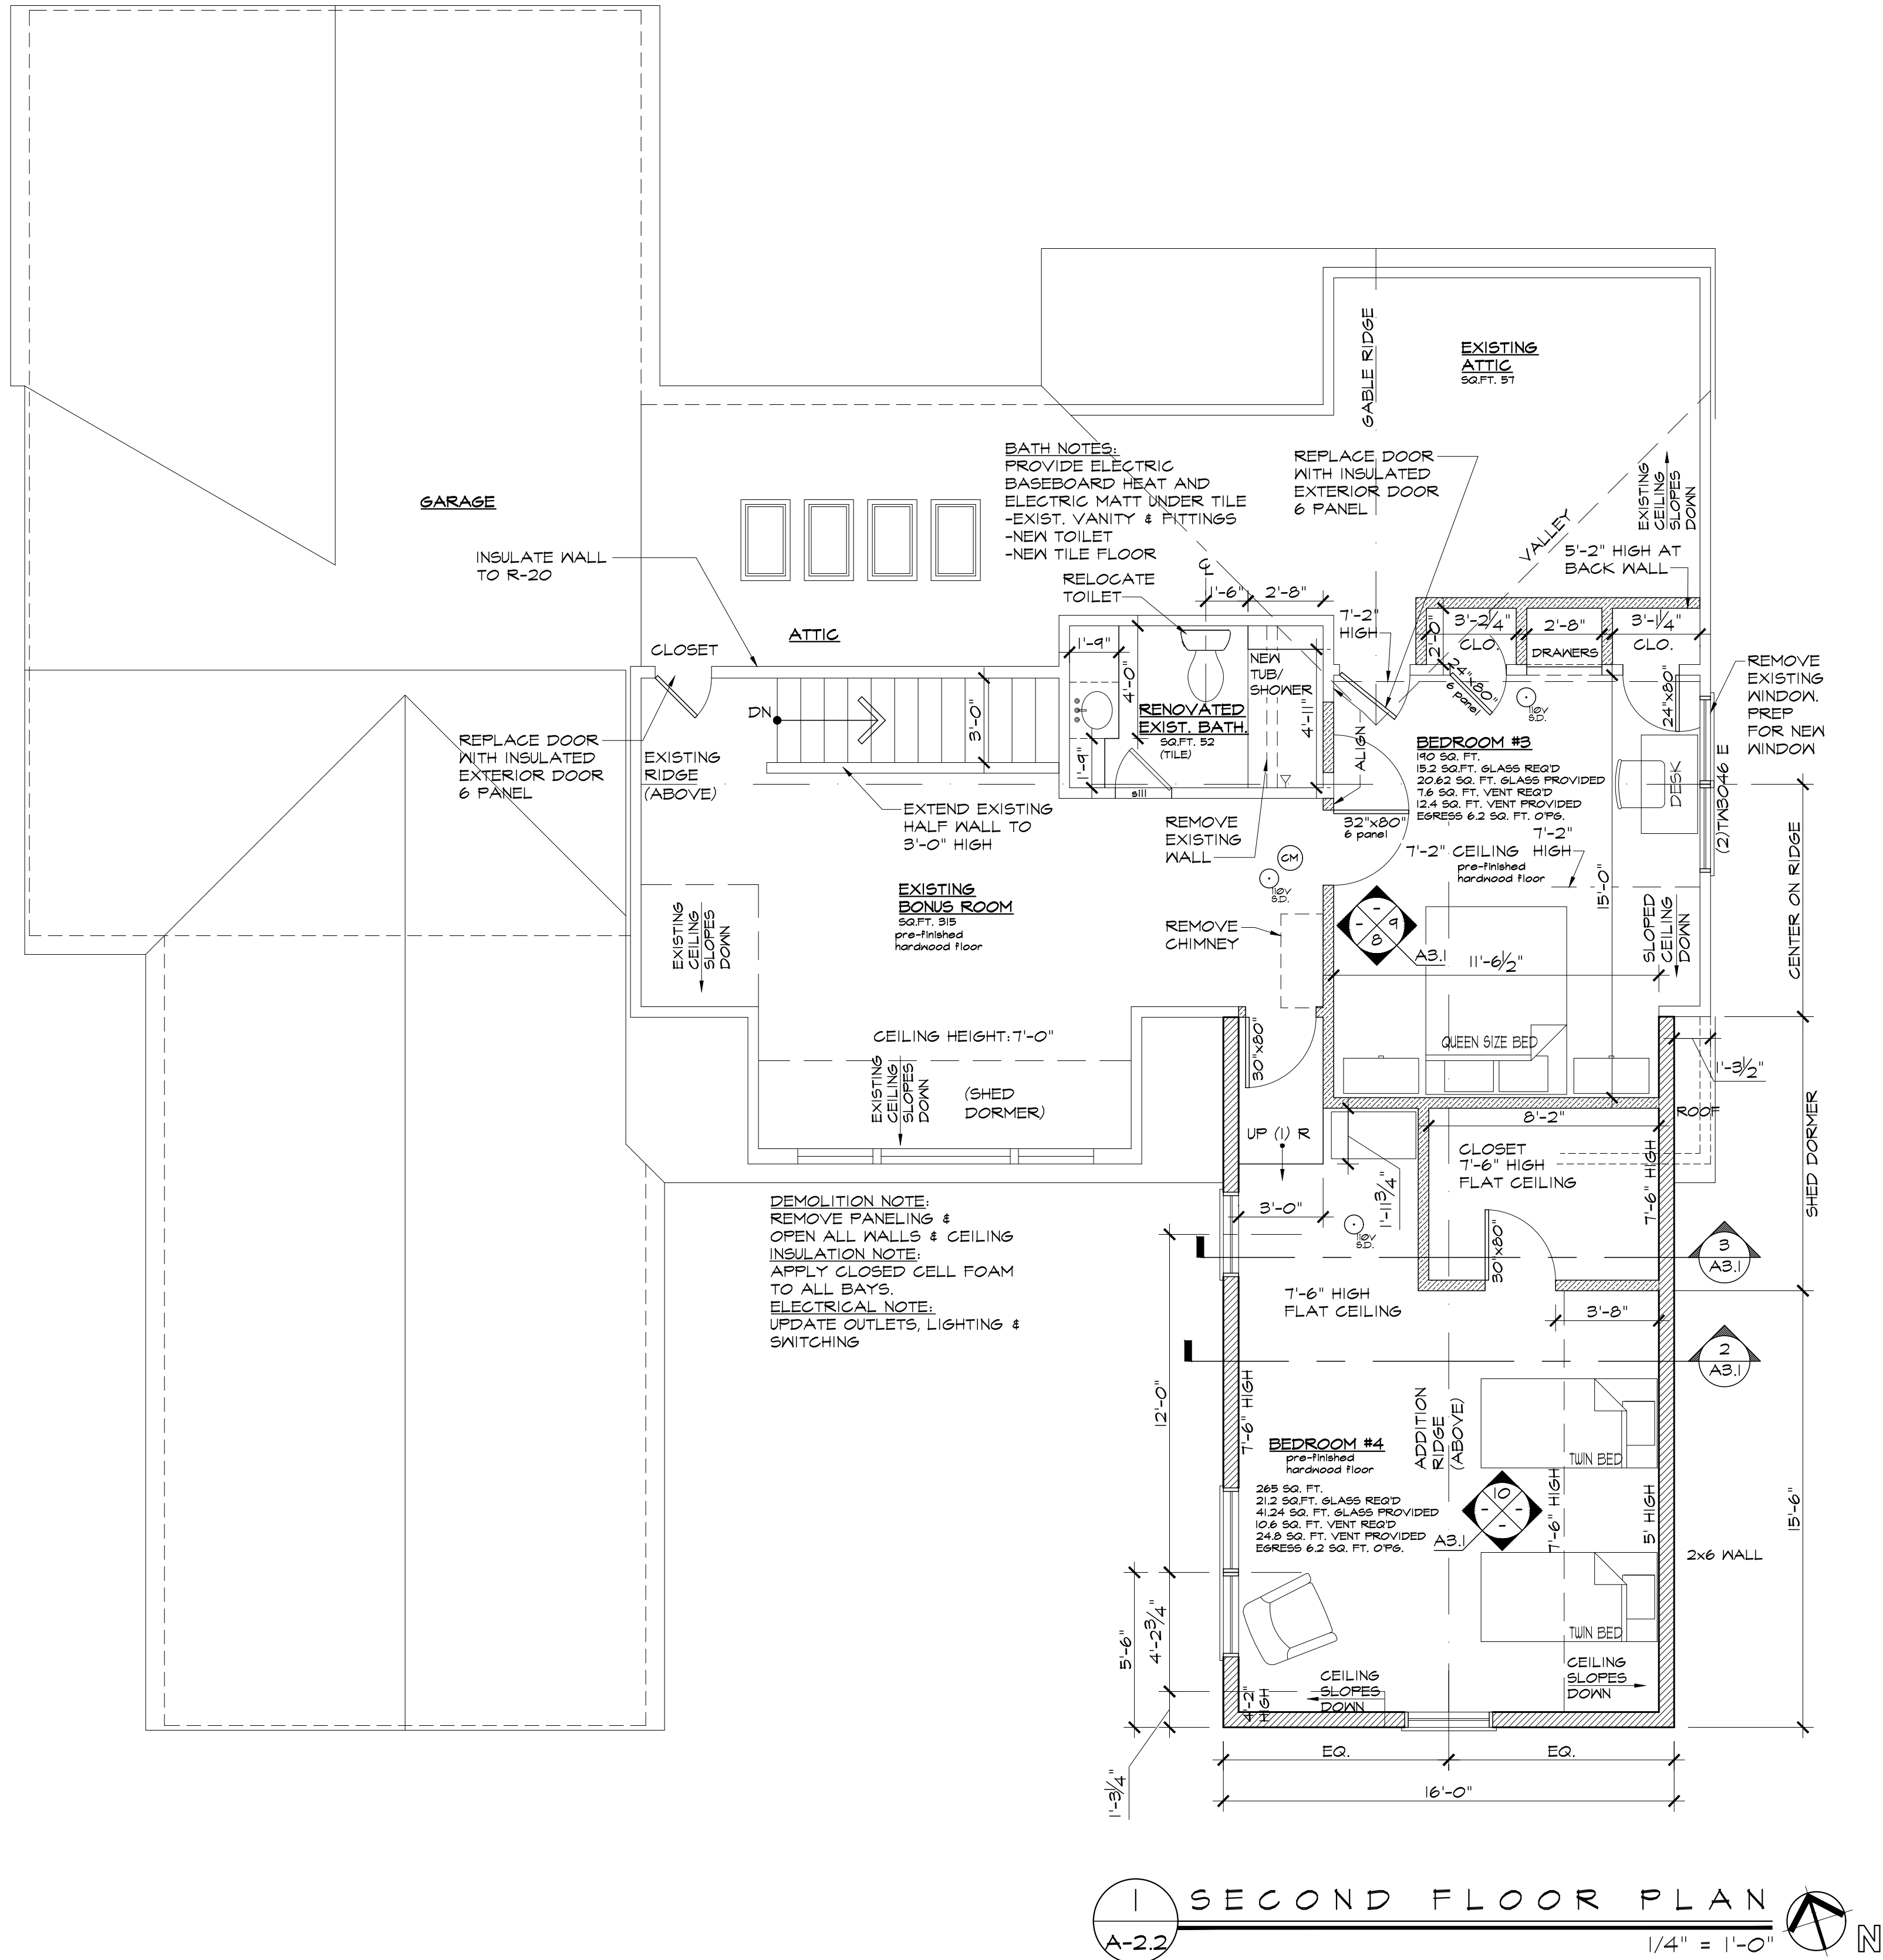 GABLE RIDGE
EXISTING
ATTIC
SQ.FT. 57
BATH NOTES:
PROVIDE ELECTRIC
BASEBOARD HEAT AND
ELECTRIC MATT UNDER TILE
-EXIST. VANITY & FITTINGS
-NEW TOILET
-NEW TILE FLOOR
REPLACE DOOR
WITH INSULATED
EXTERIOR DOOR
6 PANEL
EXISTING
CEILING
SLOPES
DOWN
VALLEY
5'-2" HIGH AT
BACK WALL
GARAGE
INSULATE WALL
TO R-20
RELOCATE
TOILET
1'-6"
2'-8"
7'-2"
HIGH
2'-0"
3'-2 1/4"
CLO.
2'-8"
DRAWERS
3'-1/4"
CLO.
ATTIC
CLOSET
1'-9"
4'-0"
NEW
TUB/
SHOWER
4'-11"
24"x80"
6 panel
110V
S.D.
24"x80"
REMOVE
EXISTING
WINDOW.
PREP
FOR NEW
WINDOW
DN
3'-0"
RENOVATED
EXIST. BATH.
SQ.FT. 52
(TILE)
1'-9"
sill
ALIGN
REPLACE DOOR
WITH INSULATED
EXTERIOR DOOR
6 PANEL
EXISTING
RIDGE
(ABOVE)
EXTEND EXISTING
HALF WALL TO
3'-0" HIGH
REMOVE
EXISTING
WALL
BEDROOM #3
190 SQ. FT.
15.2 SQ.FT. GLASS REQ'D
20.62 SQ. FT. GLASS PROVIDED
7.6 SQ. FT. VENT REQ'D
12.4 SQ. FT. VENT PROVIDED
EGRESS 6.2 SQ. FT. O'P'G.
DESK
(2)TW3046 E
32"x80"
6 panel
7'-2"
HIGH
7'-2" CEILING
pre-finished
hardwood floor
CM
110V
S.D.
15'-0"
CENTER ON RIDGE
EXISTING
BONUS ROOM
SQ.FT. 315
pre-finished
hardwood floor
EXISTING
CEILING
SLOPES
DOWN
REMOVE
CHIMNEY
9
8
A3.1
11'-6 1/2"
SLOPED
CEILING
DOWN
CEILING HEIGHT: 7'-0"
EXISTING
CEILING
SLOPES
DOWN
(SHED
DORMER)
30"x80"
QUEEN SIZE BED
1'-3 1/2"
ROOF
SHED DORMER
UP (1) R
8'-2"
CLOSET
7'-6" HIGH
FLAT CEILING
7'-6" HIGH
1'-11 3/4"
3'-0"
110V
S.D.
30"x80"
DEMOLITION NOTE:
REMOVE PANELING &
OPEN ALL WALLS & CEILING
INSULATION NOTE:
APPLY CLOSED CELL FOAM
TO ALL BAYS.
ELECTRICAL NOTE:
UPDATE OUTLETS, LIGHTING &
SWITCHING
3
A3.1
7'-6" HIGH
FLAT CEILING
3'-8"
2
A3.1
12'-0"
7'-6" HIGH
ADDITION
RIDGE
(ABOVE)
BEDROOM #4
pre-finished
hardwood floor
265 SQ. FT.
21.2 SQ.FT. GLASS REQ'D
41.24 SQ. FT. GLASS PROVIDED
10.6 SQ. FT. VENT REQ'D
24.8 SQ. FT. VENT PROVIDED
EGRESS 6.2 SQ. FT. O'P'G.
TWIN BED
10
A3.1
7'-6" HIGH
5' HIGH
15'-6"
2x6 WALL
TWIN BED
5'-6"
4'-2 3/4"
4'-2"
HIGH
CEILING
SLOPES
DOWN
CEILING
SLOPES
DOWN
1'-3 3/4"
EQ.
EQ.
16'-0"
1
A-2.2
SECOND FLOOR PLAN
1/4" = 1'-0"
N